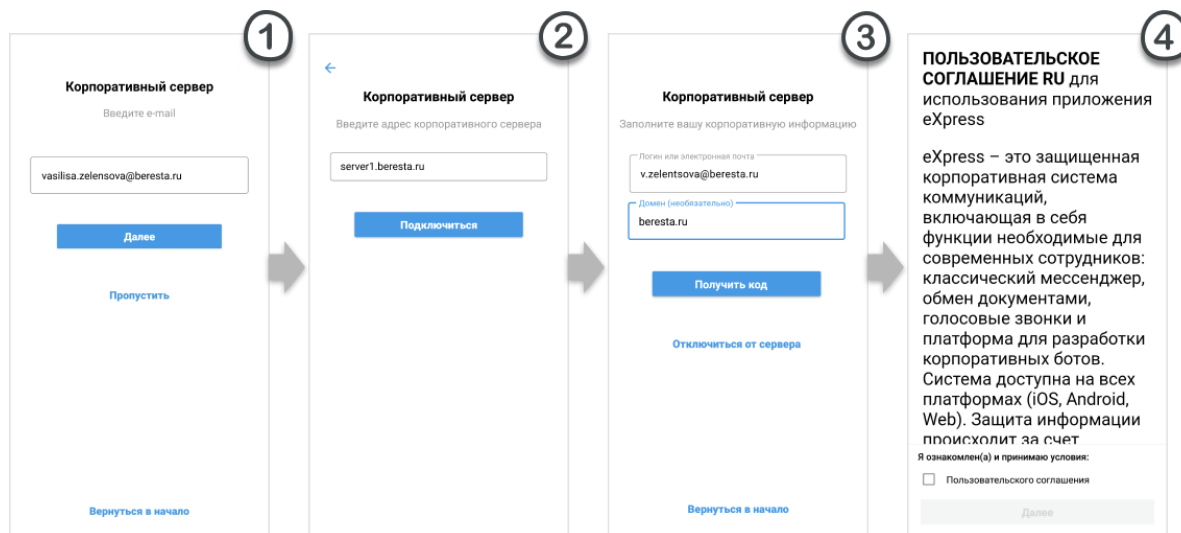 1
Корпоративный сервер
Введите e-mail
vasilisa.zelensova@beresta.ru
Далее
Пропустить
Вернуться в начало
2
Корпоративный сервер
Введите адрес корпоративного сервера
server1.beresta.ru
Подключиться
3
Корпоративный сервер
Заполните вашу корпоративную информацию
Логин или электронная почта
v.zelentsova@beresta.ru
Домен (необязательно)
beresta.ru
Получить код
Отключиться от сервера
Вернуться в начало
4
ПОЛЬЗОВАТЕЛЬСКОЕ
СОГЛАШЕНИЕ RU для
использования приложения
eXpress
eXpress – это защищенная
корпоративная система
коммуникаций,
включающая в себя
функции необходимые для
современных сотрудников:
классический мессенджер,
обмен документами,
голосовые звонки и
платформа для разработки
корпоративных ботов.
Система доступна на всех
платформах (iOS, Android,
Web). Защита информации
происходит за счет
Я ознакомлен(а) и принимаю условия:
Пользовательского соглашения
Далее